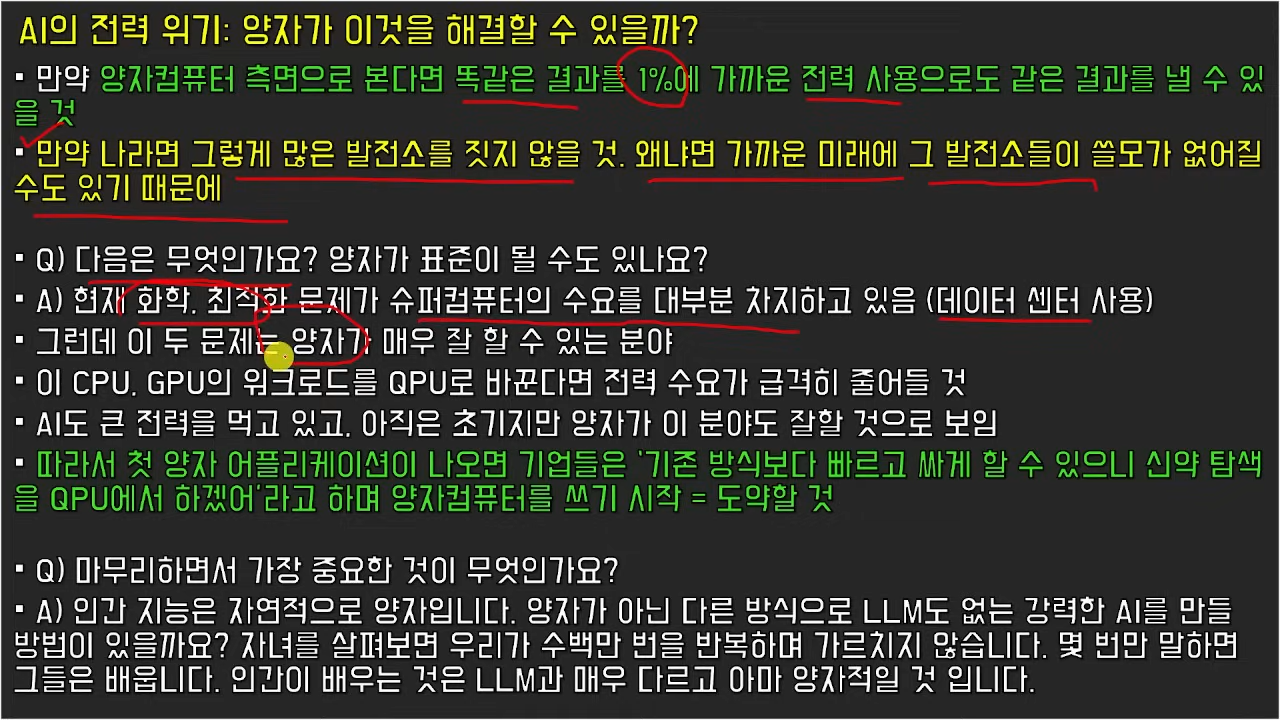 AI의 전력 위기: 양자가 이것을 해결할 수 있을까?
▪ 만약 양자컴퓨터 측면으로 본다면 똑같은 결과를 1%에 가까운 전력 사용으로도 같은 결과를 낼 수 있
을 것
▪ 만약 나라면 그렇게 많은 발전소를 짓지 않을 것. 왜냐면 가까운 미래에 그 발전소들이 쓸모가 없어질
수도 있기 때문에
▪ Q) 다음은 무엇인가요? 양자가 표준이 될 수도 있나요?
▪ A) 현재 화학, 최적화 문제가 슈퍼컴퓨터의 수요를 대부분 차지하고 있음 (데이터 센터 사용)
▪ 그런데 이 두 문제는 양자가 매우 잘 할 수 있는 분야
▪ 이 CPU, GPU의 워크로드를 QPU로 바꾼다면 전력 수요가 급격히 줄어들 것
▪ AI도 큰 전력을 먹고 있고, 아직은 초기지만 양자가 이 분야도 잘할 것으로 보임
▪ 따라서 첫 양자 어플리케이션이 나오면 기업들은 '기존 방식보다 빠르고 싸게 할 수 있으니 신약 탐색
을 QPU에서 하겠어'라고 하며 양자컴퓨터를 쓰기 시작 = 도약할 것
▪ Q) 마무리하면서 가장 중요한 것이 무엇인가요?
▪ A) 인간 지능은 자연적으로 양자입니다. 양자가 아닌 다른 방식으로 LLM도 없는 강력한 AI를 만들
방법이 있을까요? 자녀를 살펴보면 우리가 수백만 번을 반복하며 가르치지 않습니다. 몇 번만 말하면
그들은 배웁니다. 인간이 배우는 것은 LLM과 매우 다르고 아마 양자적일 것 입니다.